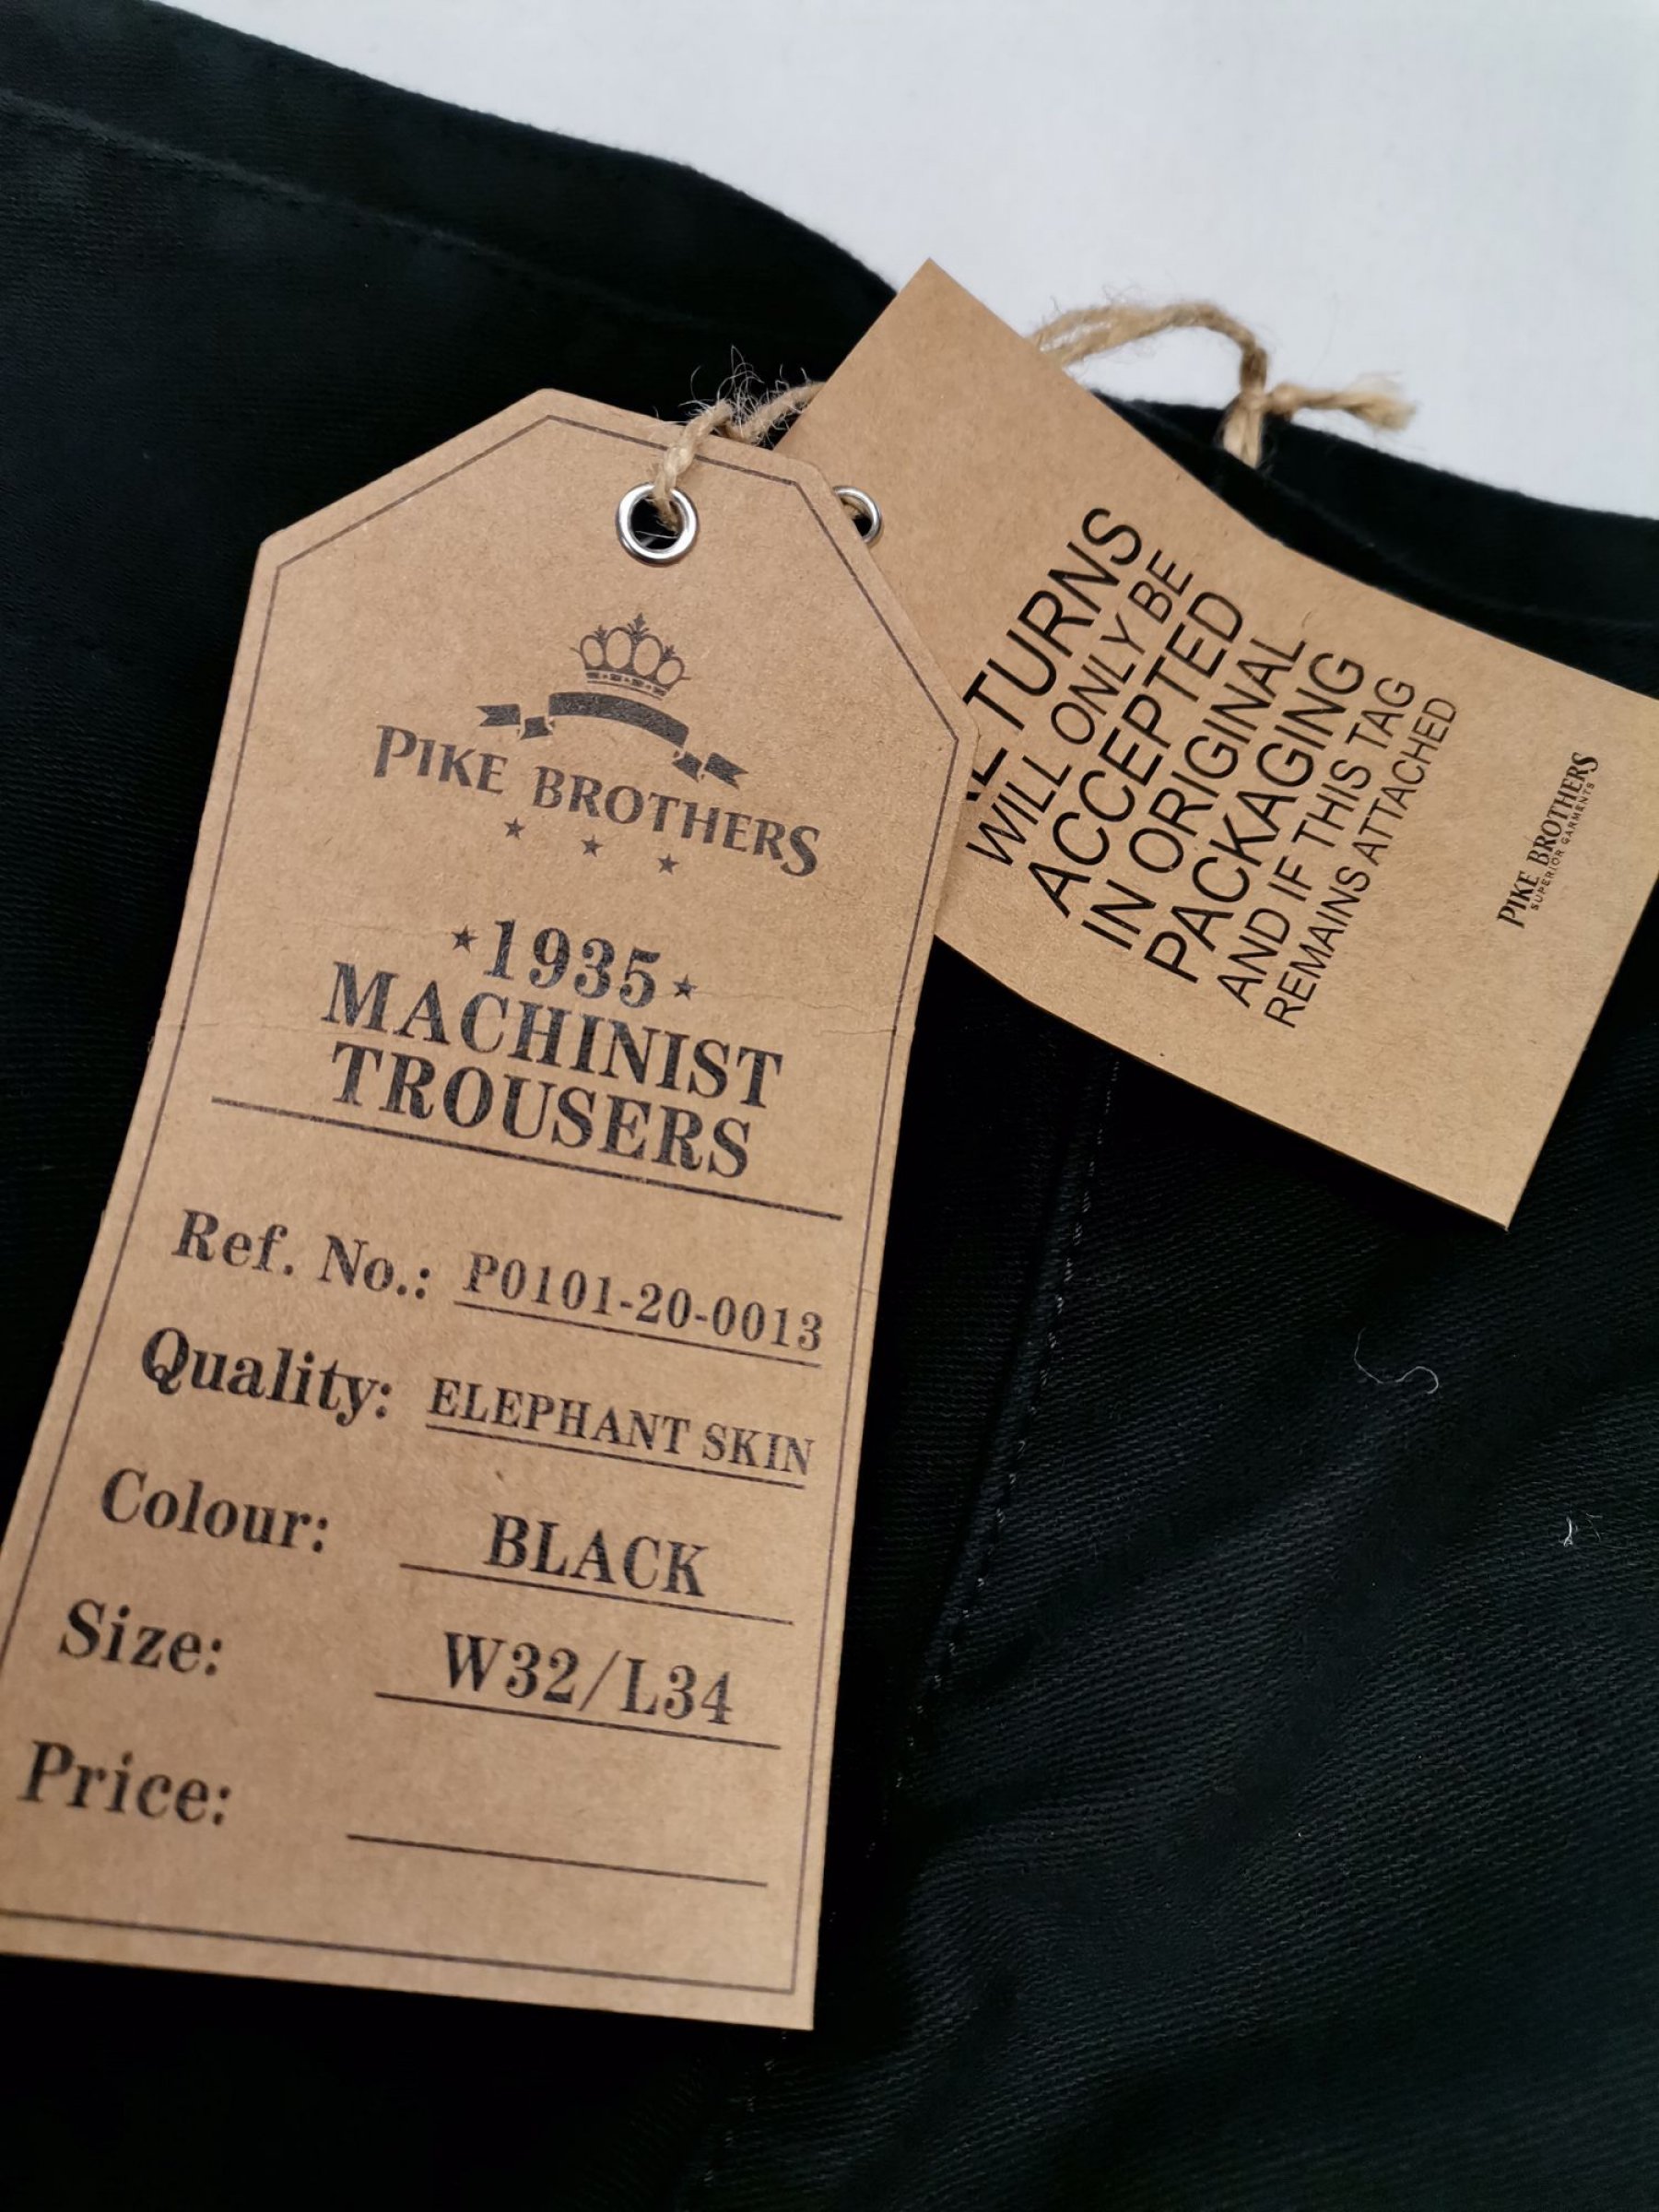 PIKE BROTHERS
1935
MACHINIST
TROUSERS
Ref. No.: P0101-20-0013
Quality: ELEPHANT SKIN
Colour: BLACK
Size: W32/L34
Price:
RETURNS
WILL ONLY BE
ACCEPTED
IN ORIGINAL
PACKAGING
AND IF THIS TAG
REMAINS ATTACHED
PIKE BROTHERS
SUPERIOR GARMENTS